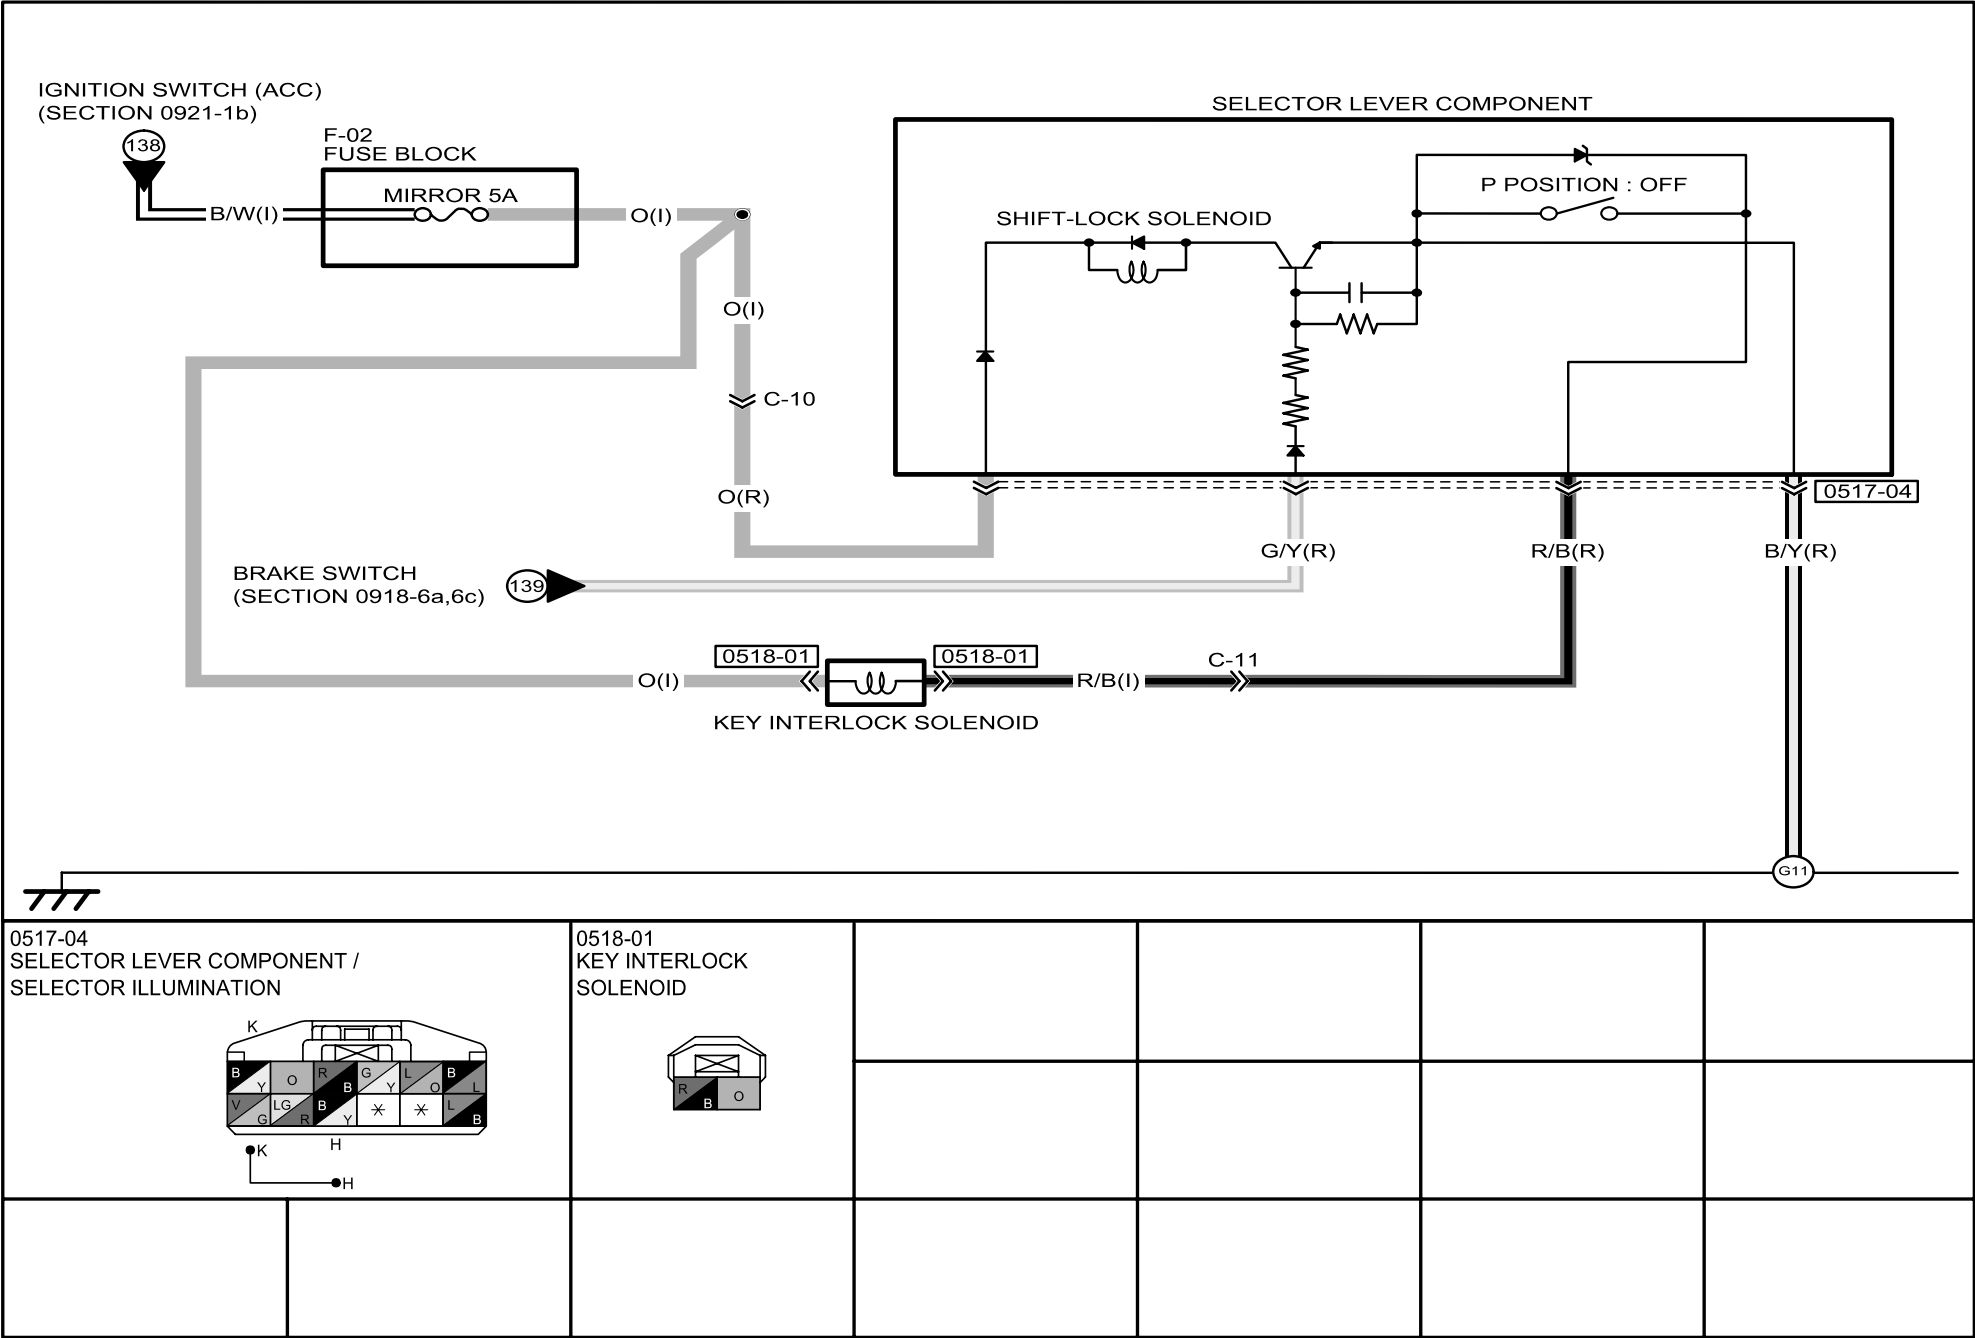 IGNITION SWITCH (ACC)
(SECTION 0921-1b)
138
B/W(I)
F-02
FUSE BLOCK
MIRROR 5A
O(I)
O(I)
C-10
O(R)
SELECTOR LEVER COMPONENT
P POSITION : OFF
SHIFT-LOCK SOLENOID
0517-04
G/Y(R)
R/B(R)
B/Y(R)
BRAKE SWITCH
(SECTION 0918-6a,6c)
139
O(I)
0518-01
0518-01
R/B(I)
C-11
KEY INTERLOCK SOLENOID
G11
0517-04
SELECTOR LEVER COMPONENT /
SELECTOR ILLUMINATION
K
B Y O R B G Y L O B L
V G LG R B Y * * L B
H
K
H
0518-01
KEY INTERLOCK
SOLENOID
R B O